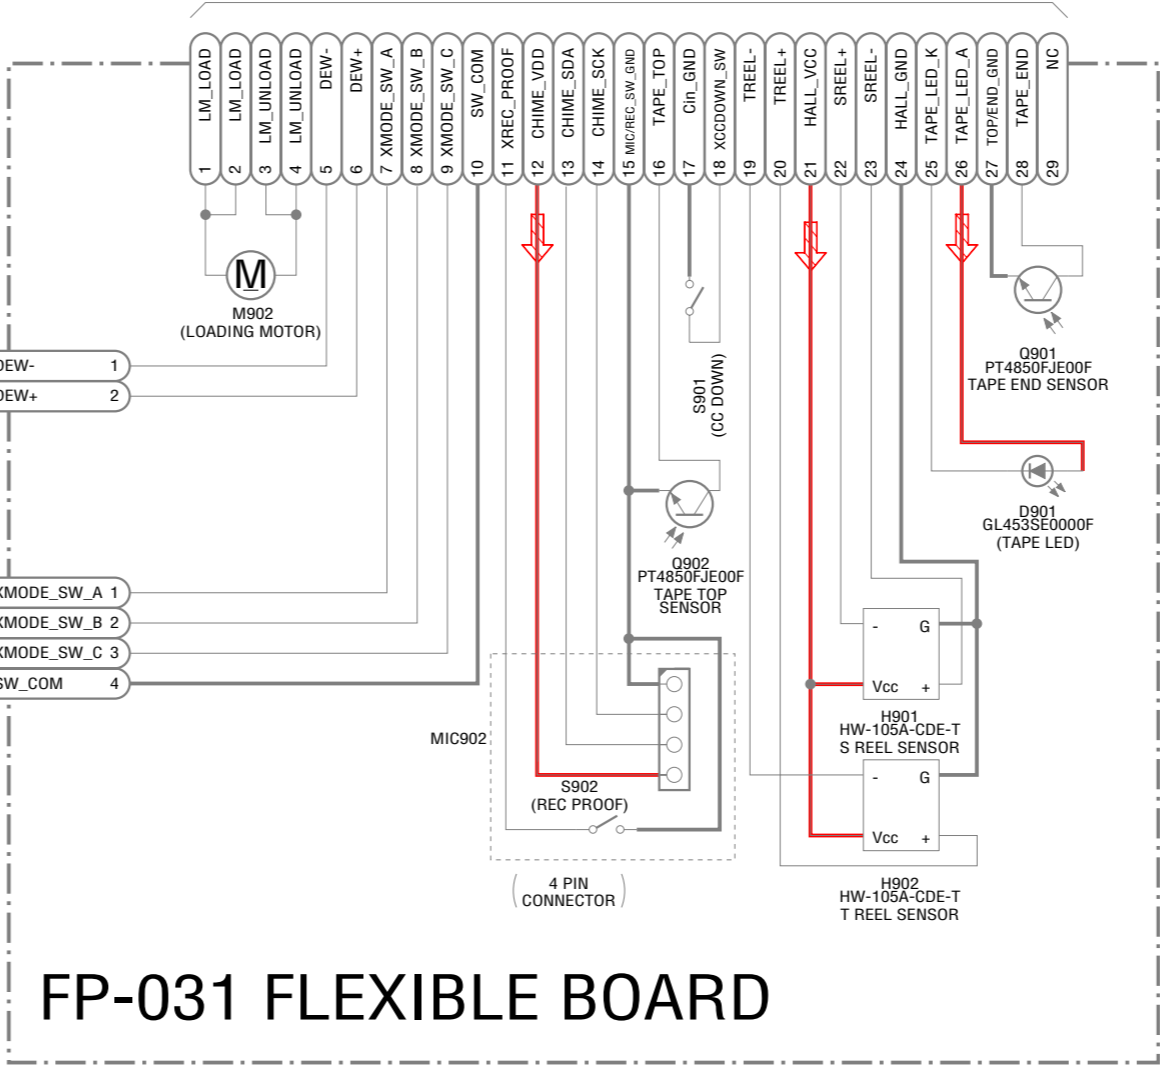 LM_LOAD 1
LM_LOAD 2
LM_UNLOAD 3
LM_UNLOAD 4
DEW- 5
DEW+ 6
XMODE_SW_A 7
XMODE_SW_B 8
XMODE_SW_C 9
SW_COM 10
XREC_PROOF 11
CHIME_VDD 12
CHIME_SDA 13
CHIME_SCK 14
MIC/REC_SW_GND 15
TAPE_TOP 16
Cin_GND 17
XCCDOWN_SW 18
TREEL- 19
TREEL+ 20
HALL_VCC 21
SREEL+ 22
SREEL- 23
HALL_GND 24
TAPE_LED_K 25
TAPE_LED_A 26
TOP/END_GND 27
TAPE_END 28
NC 29
M
M902
(LOADING MOTOR)
DEW- 1
DEW+ 2
S901
(CC DOWN)
Q901
PT4850FJE00F
TAPE END SENSOR
D901
GL453SE0000F
(TAPE LED)
Q902
PT4850FJE00F
TAPE TOP
SENSOR
XMODE_SW_A 1
XMODE_SW_B 2
XMODE_SW_C 3
SW_COM 4
- G
Vcc +
H901
HW-105A-CDE-T
S REEL SENSOR
MIC902
S902
(REC PROOF)
- G
Vcc +
H902
HW-105A-CDE-T
T REEL SENSOR
4 PIN
CONNECTOR
FP-031 FLEXIBLE BOARD